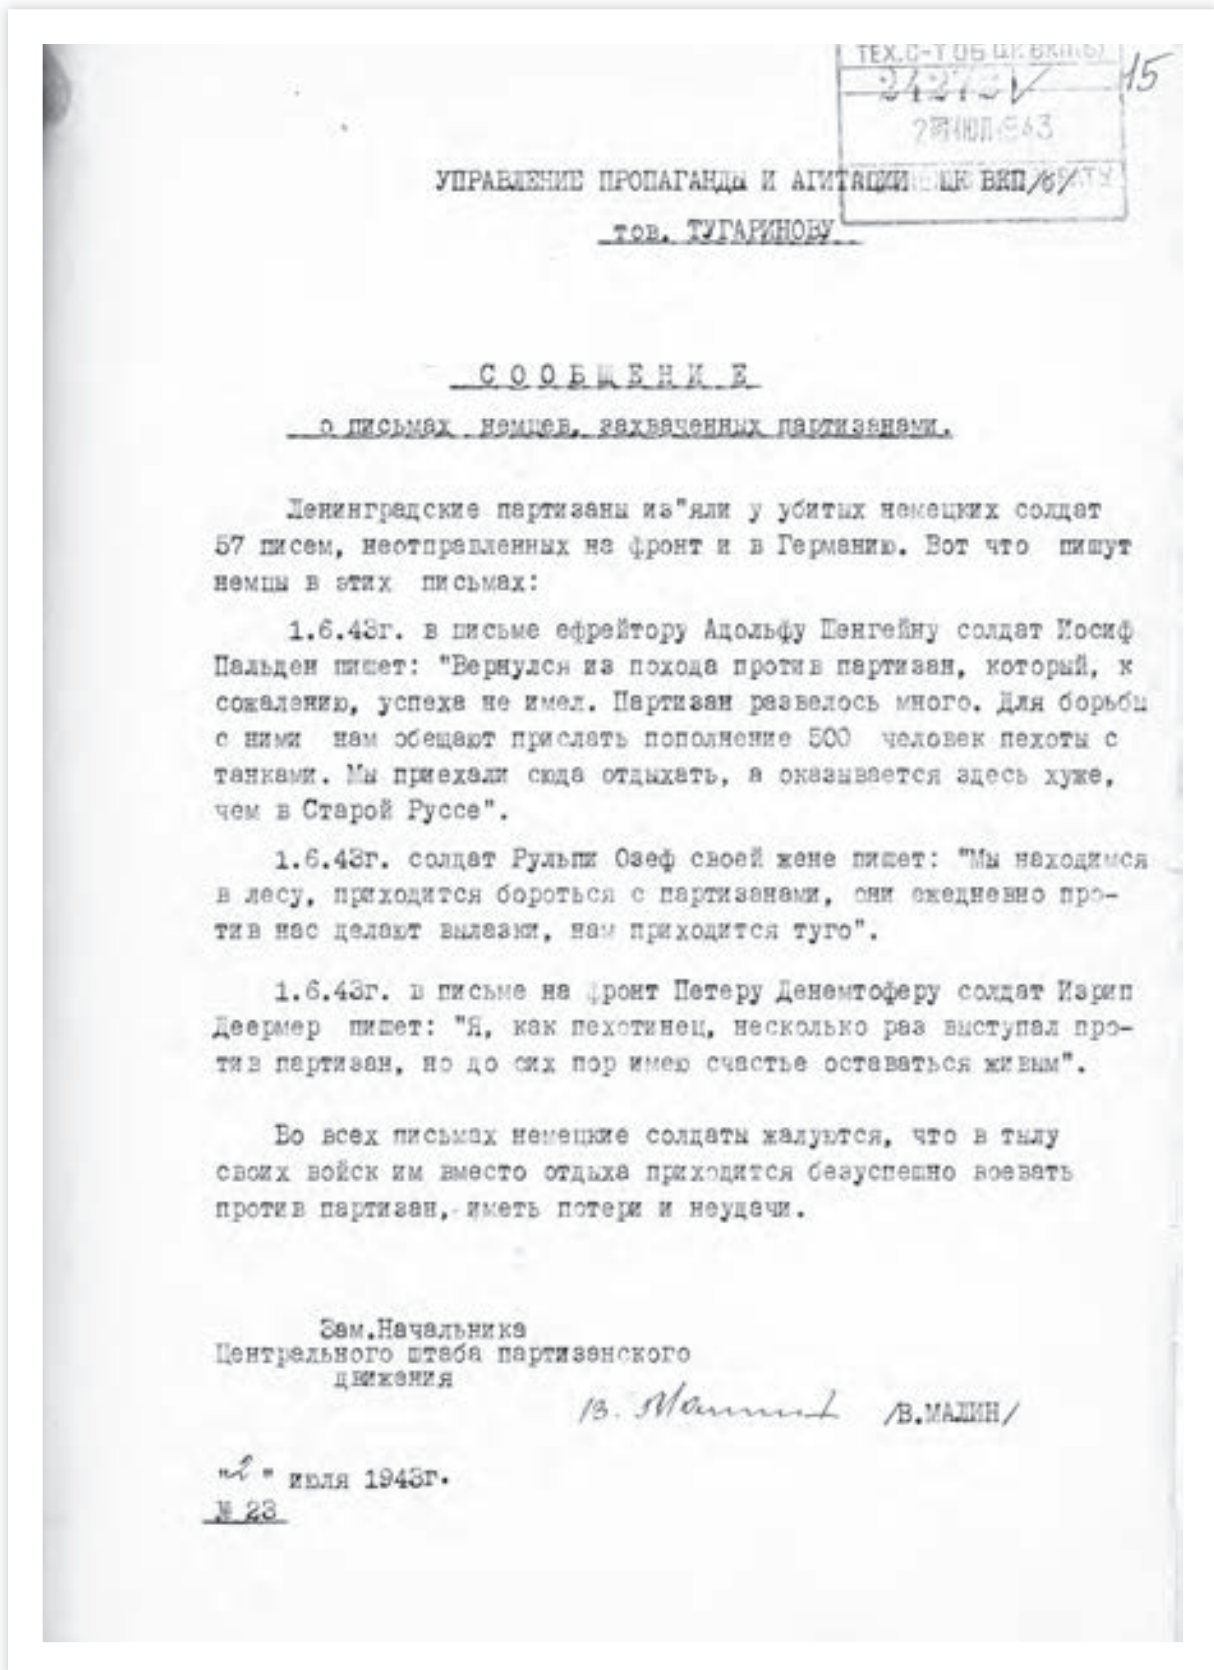 ТЕХ.С-Т ОБ ЦК ВКП(б)
15
УПРАВЛЕНИЕ ПРОПАГАНДЫ И АГИТАЦИИ ЦК ВКП/б/
тов. ТУГАРИНОВУ
СООБЩЕНИЕ
о письмах немцев, захваченных партизанами.
Ленинградские партизаны из"яли у убитых немецких солдат
57 писем, неотправленных на фронт и в Германию. Вот что пишут
немцы в этих письмах:
1.6.43г. в письме ефрейтору Адольфу Пенгейну солдат Иосиф
Пальден пишет: "Вернулся из похода против партизан, который, к
сожалению, успеха не имел. Партизан развелось много. Для борьбы
с ними нам обещают прислать пополнение 500 человек пехоты с
танками. Мы приехали сюда отдыхать, а оказывается здесь хуже,
чем в Старой Руссе".
1.6.43г. солдат Рульпи Озеф своей жене пишет: "Мы находимся
в лесу, приходится бороться с партизанами, они ежедневно про-
тив нас делают вылазки, нам приходится туго".
1.6.43г. в письме на фронт Петеру Денемтоферу солдат Изрип
Деермер пишет: "Я, как пехотинец, несколько раз выступал про-
тив партизан, но до сих пор имею счастье оставаться живым".
Во всех письмах немецкие солдаты жалуются, что в тылу
своих войск им вместо отдыха приходится безуспешно воевать
против партизан, иметь потери и неудачи.
Зам.Начальника
Центрального штаба партизанского
движения
В. Малин /В.МАЛИН/
"2" июля 1943г.
№ 23